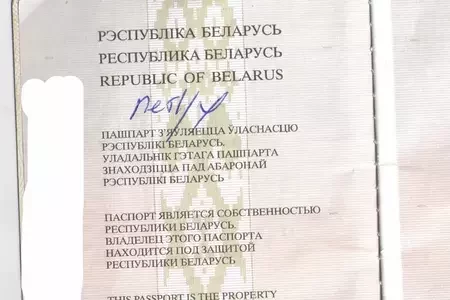 РЭСПУБЛІКА БЕЛАРУСЬ
РЕСПУБЛИКА БЕЛАРУСЬ
REPUBLIC OF BELARUS
ПАШПАРТ З'ЯЎЛЯЕЦЦА ЎЛАСНАСЦЮ
РЭСПУБЛІКІ БЕЛАРУСЬ.
УЛАДАЛЬНІК ГЭТАГА ПАШПАРТА
ЗНАХОДЗІЦЦА ПАД АБАРОНАЙ
РЭСПУБЛІКІ БЕЛАРУСЬ
ПАСПОРТ ЯВЛЯЕТСЯ СОБСТВЕННОСТЬЮ
РЕСПУБЛИКИ БЕЛАРУСЬ.
ВЛАДЕЛЕЦ ЭТОГО ПАСПОРТА
НАХОДИТСЯ ПОД ЗАЩИТОЙ
РЕСПУБЛИКИ БЕЛАРУСЬ
THIS PASSPORT IS THE PROPERTY